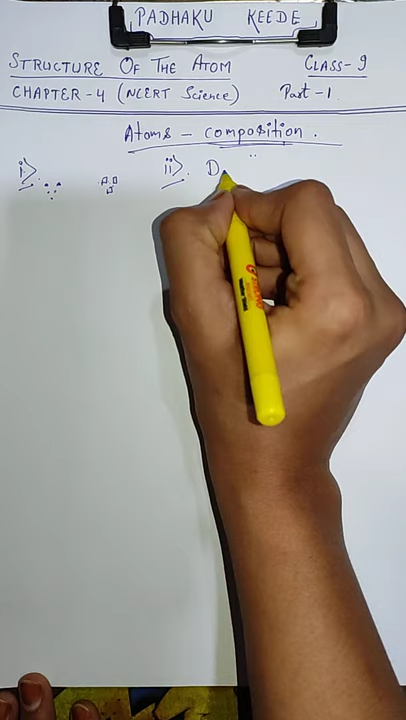 PADHAKU KEEDE
STRUCTURE OF THE ATOM CLASS-9
CHAPTER-4 (NCERT Science) Part-1.
Atoms - composition.
i> ii>. D